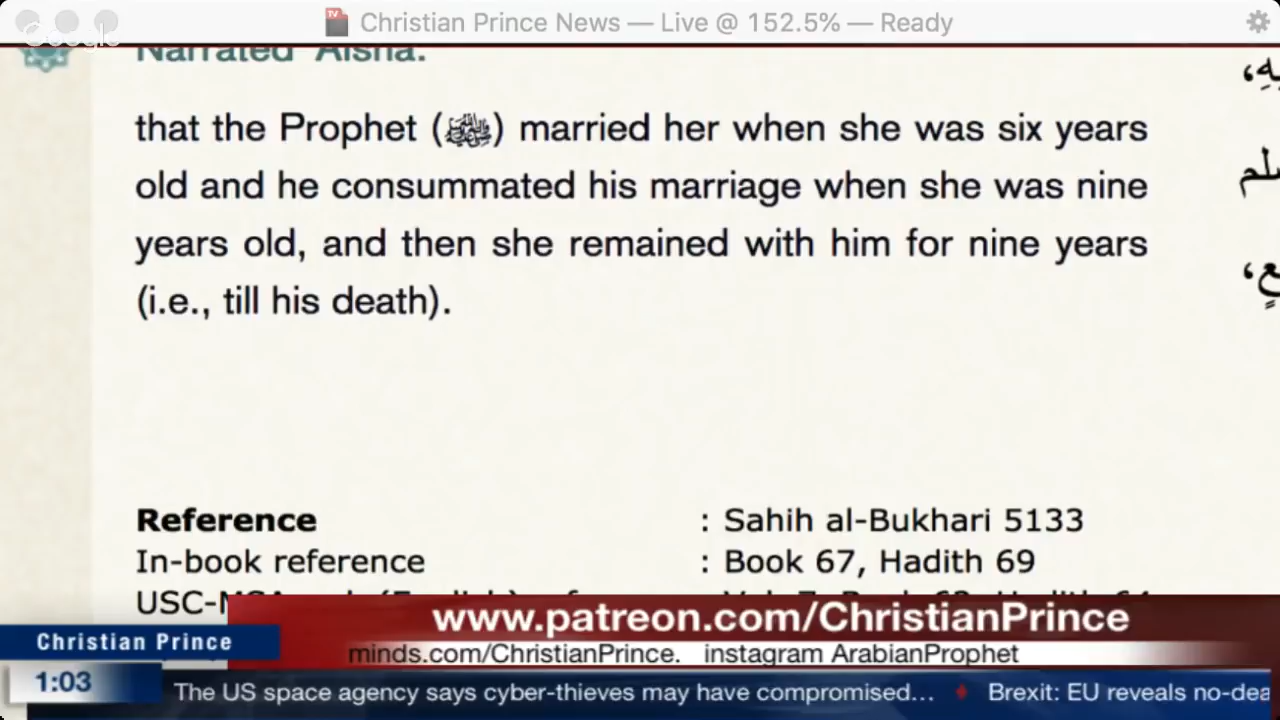 Christian Prince News — Live @ 152.5% — Ready
Google
Narrated `Aisha:
that the Prophet (ﷺ) married her when she was six years
old and he consummated his marriage when she was nine
years old, and then she remained with him for nine years
(i.e., till his death).
Reference : Sahih al-Bukhari 5133
In-book reference : Book 67, Hadith 69
www.patreon.com/ChristianPrince
Christian Prince
minds.com/ChristianPrince. instagram ArabianProphet
1:03
The US space agency says cyber-thieves may have compromised... Brexit: EU reveals no-dea